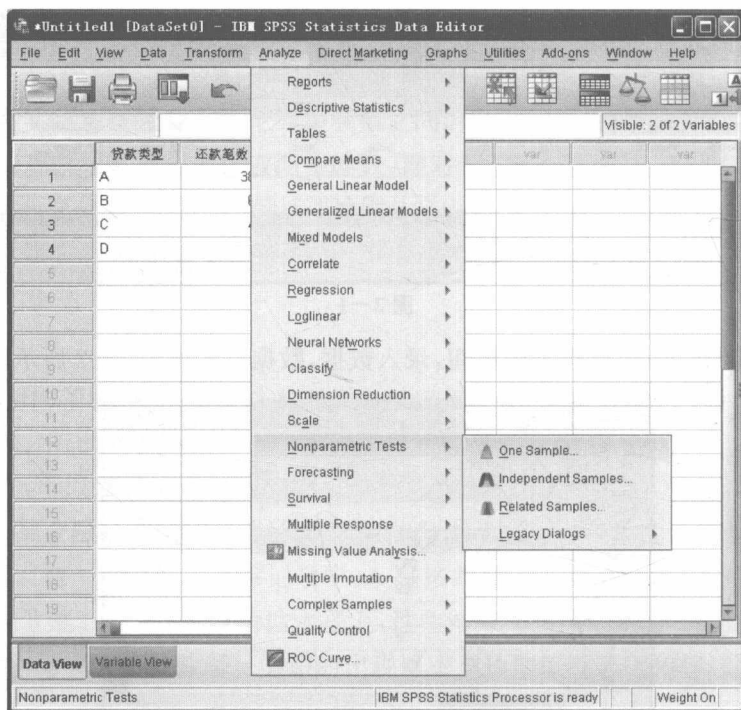 *Untitled1 [DataSet0] - IBM SPSS Statistics Data Editor
File Edit View Data Transform Analyze Direct Marketing Graphs Utilities Add-ons Window Help
Visible: 2 of 2 Variables
贷款类型 还款笔数 var var var
1 A 38
2 B 6
3 C 4
4 D
5
6
7
8
9
10
11
12
13
14
15
16
17
18
19
Reports
Descriptive Statistics
Tables
Compare Means
General Linear Model
Generalized Linear Models
Mixed Models
Correlate
Regression
Loglinear
Neural Networks
Classify
Dimension Reduction
Scale
Nonparametric Tests
Forecasting
Survival
Multiple Response
Missing Value Analysis...
Multiple Imputation
Complex Samples
Quality Control
ROC Curve...
One Sample...
Independent Samples...
Related Samples...
Legacy Dialogs
Data View Variable View
Nonparametric Tests IBM SPSS Statistics Processor is ready Weight On